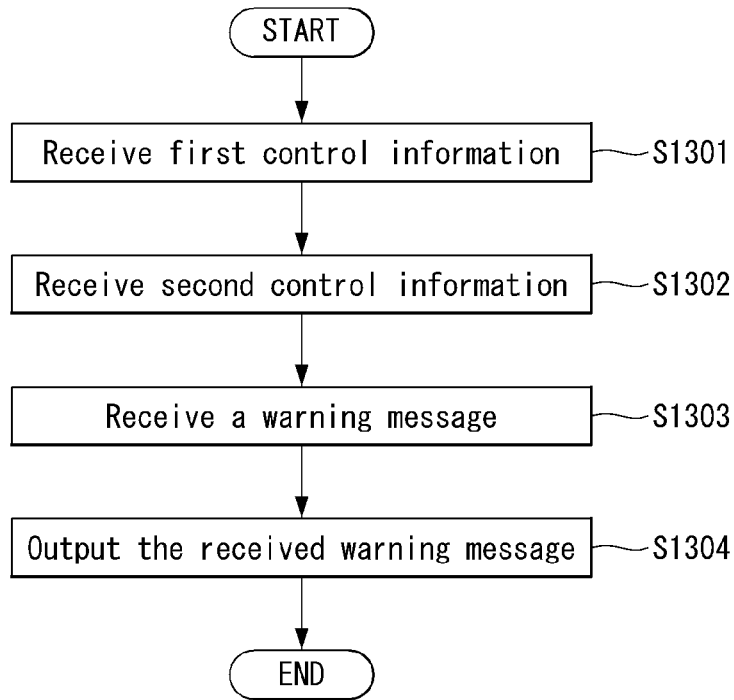 START
Receive first control information
S1301
Receive second control information
S1302
Receive a warning message
S1303
Output the received warning message
S1304
END